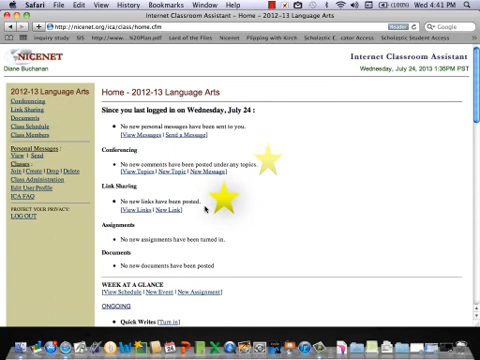 Safari File Edit View History Bookmarks Window Help (100%) Wed 4:41 PM
Internet Classroom Assistant – Home – 2012-13 Language Arts
http://nicenet.org/ica/class/home.cfm Reader
inquiry study SIS Lord of the Flies Nicenet Flipping with Kirch Scholastic Student Access
NICENET Internet Classroom Assistant
Diane Buchanan Wednesday, July 24, 2013 1:36PM PST
2012-13 Language Arts
Conferencing
Link Sharing
Documents
Class Schedule
Class Members
Personal Messages:
View | Send
Classes:
Join | Create | Drop | Delete
Class Administration
Edit User Profile
ICA FAQ
PROTECT YOUR PRIVACY:
LOG OUT
Home - 2012-13 Language Arts
Since you last logged in on Wednesday, July 24 :
No new personal messages have been sent to you.
[View Messages | Send a Message]
Conferencing
No new comments have been posted under any topics.
[View Topics | New Topic | New Message]
Link Sharing
No new links have been posted.
[View Links | New Link]
Assignments
No new assignments have been turned in.
Documents
No new documents have been posted
WEEK AT A GLANCE
[View Schedule | New Event | New Assignment]
ONGOING
Quick Writes [Turn in]